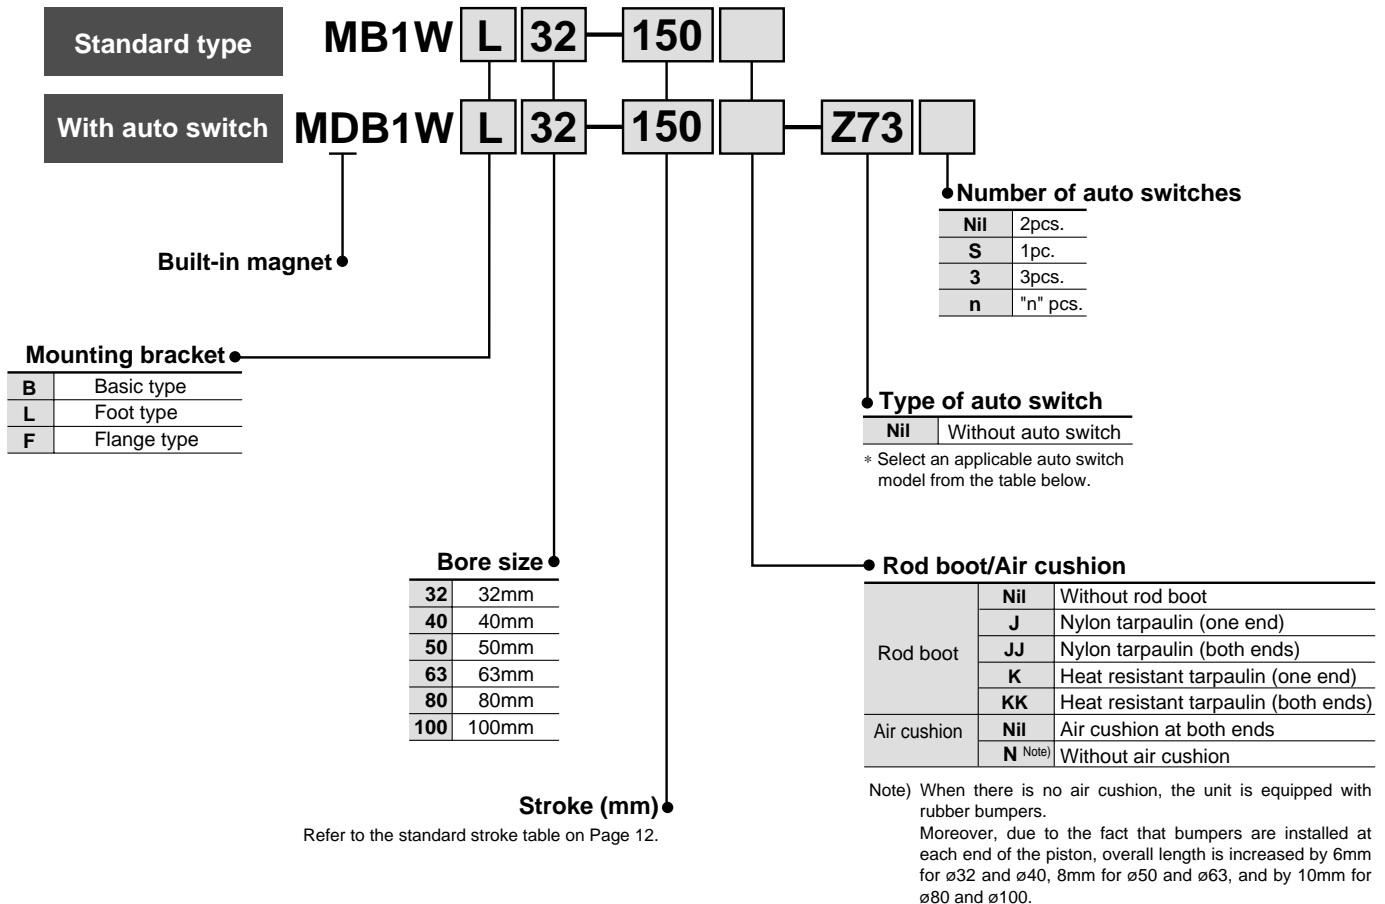 Standard type
MB1W L 32 150
With auto switch
MDB1W L 32 150 Z73
Number of auto switches
Nil 2pcs.
S 1pc.
3 3pcs.
n "n" pcs.
Built-in magnet
Mounting bracket
B Basic type
L Foot type
F Flange type
Type of auto switch
Nil Without auto switch
∗ Select an applicable auto switch
model from the table below.
Bore size
32 32mm
40 40mm
50 50mm
63 63mm
80 80mm
100 100mm
Rod boot/Air cushion
Rod boot
Nil Without rod boot
J Nylon tarpaulin (one end)
JJ Nylon tarpaulin (both ends)
K Heat resistant tarpaulin (one end)
KK Heat resistant tarpaulin (both ends)
Air cushion
Nil Air cushion at both ends
N Note) Without air cushion
Stroke (mm)
Refer to the standard stroke table on Page 12.
Note) When there is no air cushion, the unit is equipped with
rubber bumpers.
Moreover, due to the fact that bumpers are installed at
each end of the piston, overall length is increased by 6mm
for ø32 and ø40, 8mm for ø50 and ø63, and by 10mm for
ø80 and ø100.